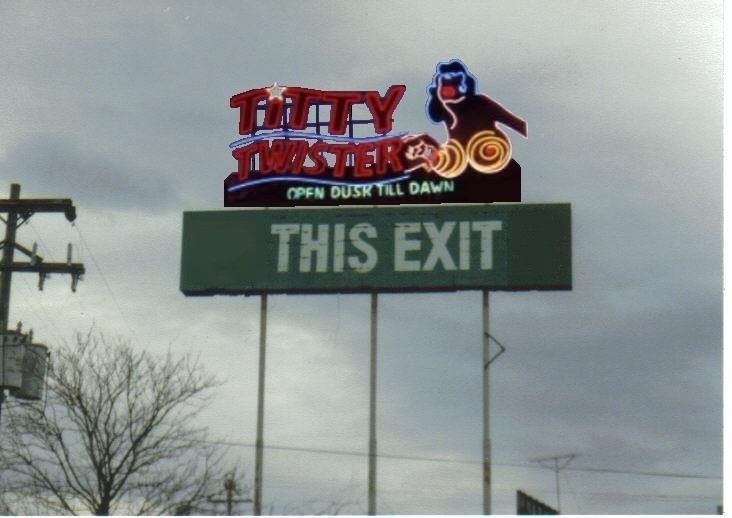 TiTTY
TWISTER
OPEN DUSK TILL DAWN
THIS EXIT